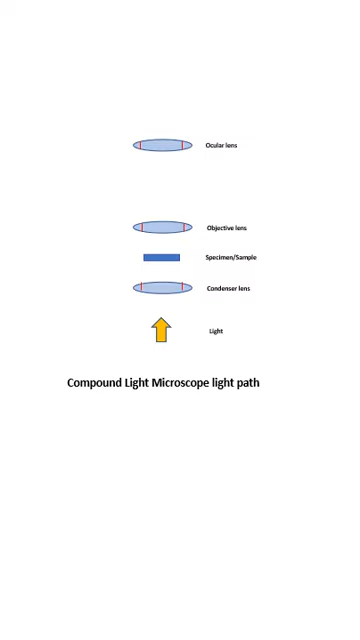 Ocular lens
Objective lens
Specimen/Sample
Condenser lens
Light
Compound Light Microscope light path